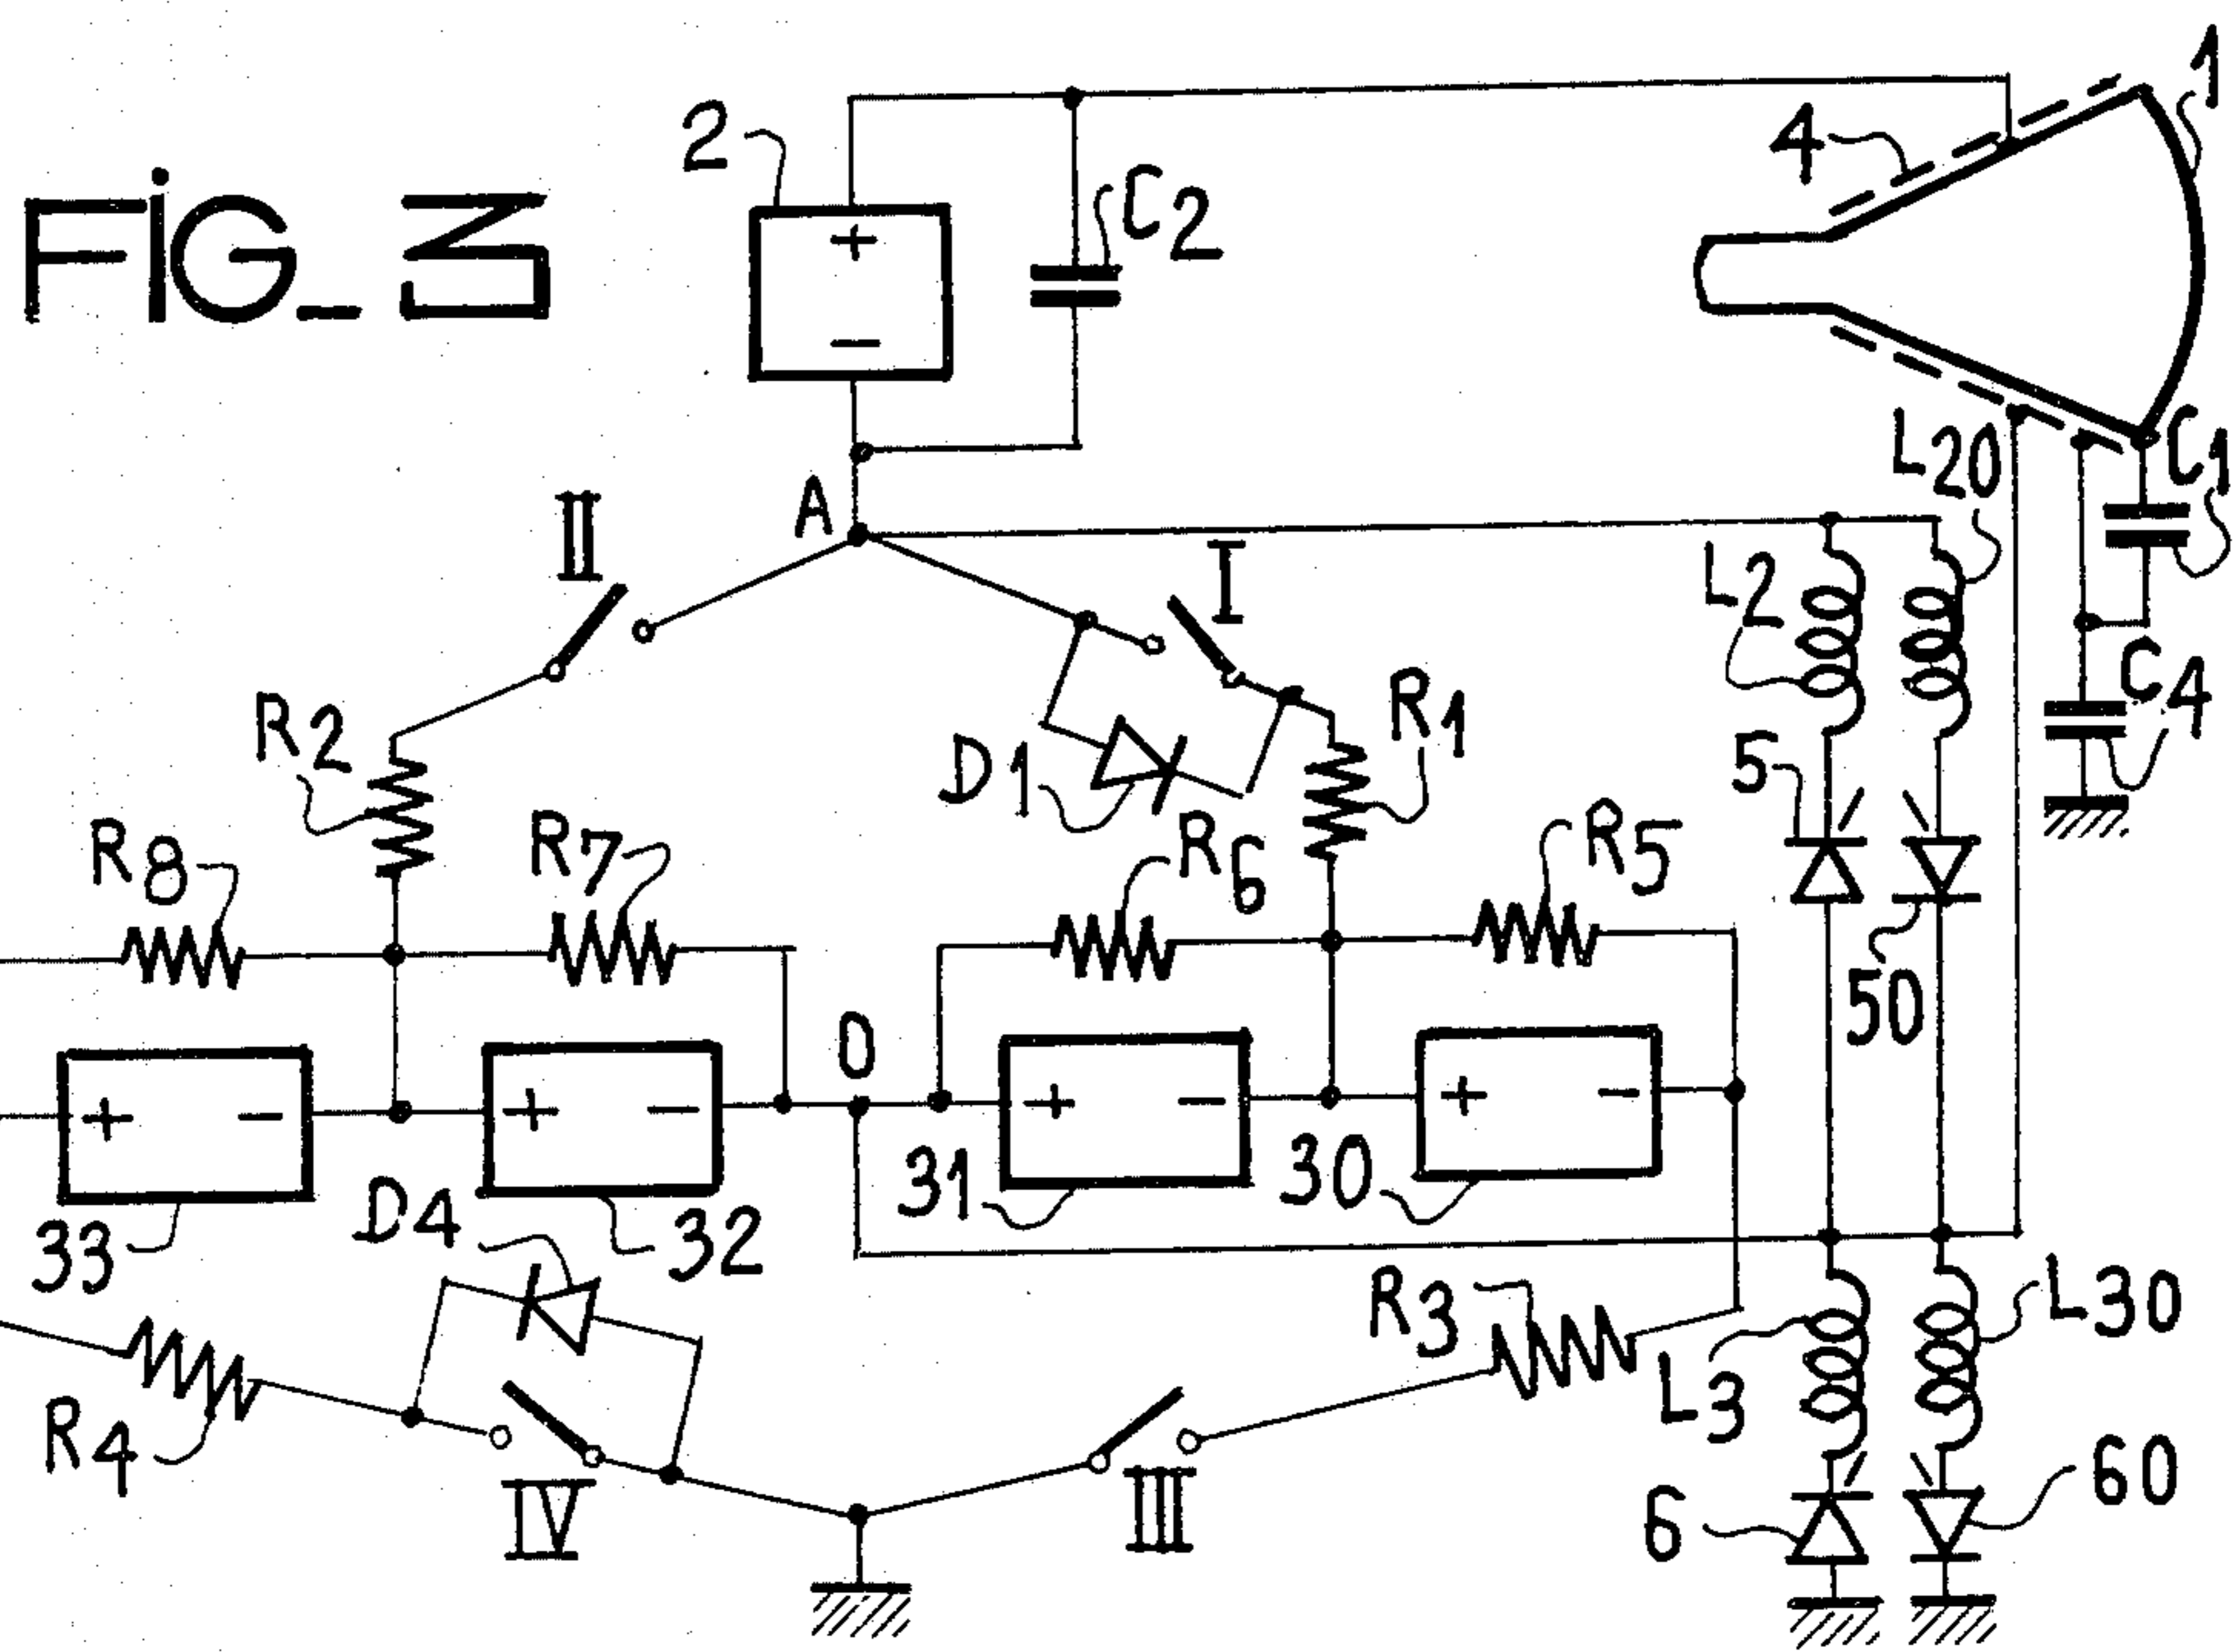 FiG_3
1
2
4
C2
L20
C1
A
II
I
L2
R2
R1
C4
D1
5
R8
R7
R6
R5
50
+
−
O
+ −
+ −
+ −
+ −
31
30
33
D4
32
R3
L30
L3
R4
60
IV
III
6